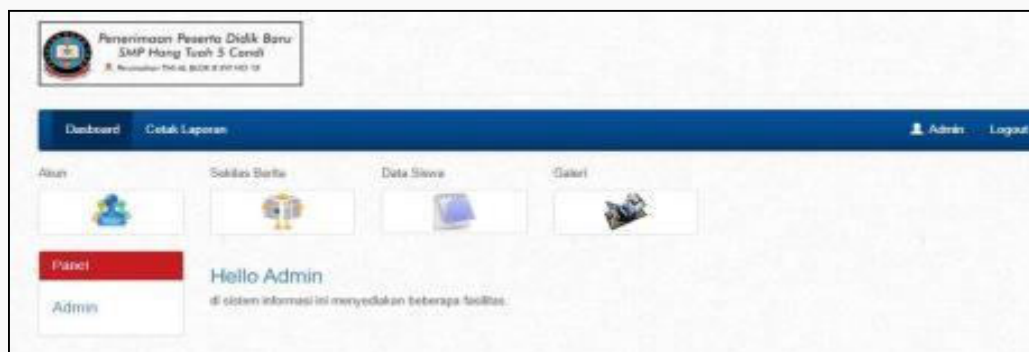 Penerimaan Peserta Didik Baru
SMP Hang Tuah 5 Candi
Dasboard Cetak Laporan Admin Logout
Akun Sekilas Berita Data Siswa Galeri
Panel
Admin
Hello Admin
di sistem informasi ini menyediakan beberapa fasilitas.